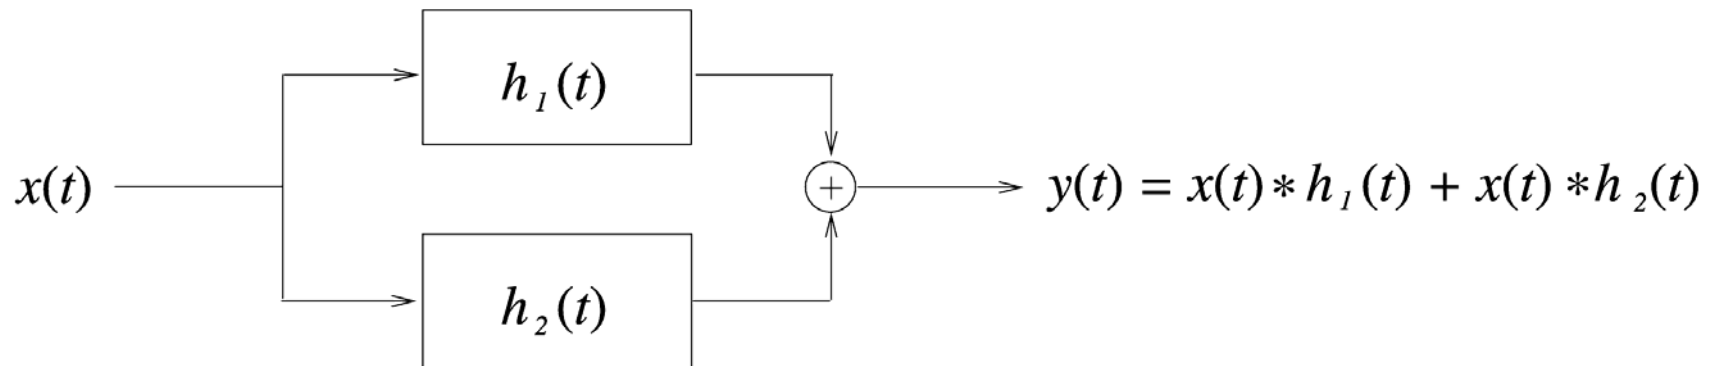 h₁(t)
x(t)
+
y(t) = x(t)*h₁(t) + x(t)*h₂(t)
h₂(t)